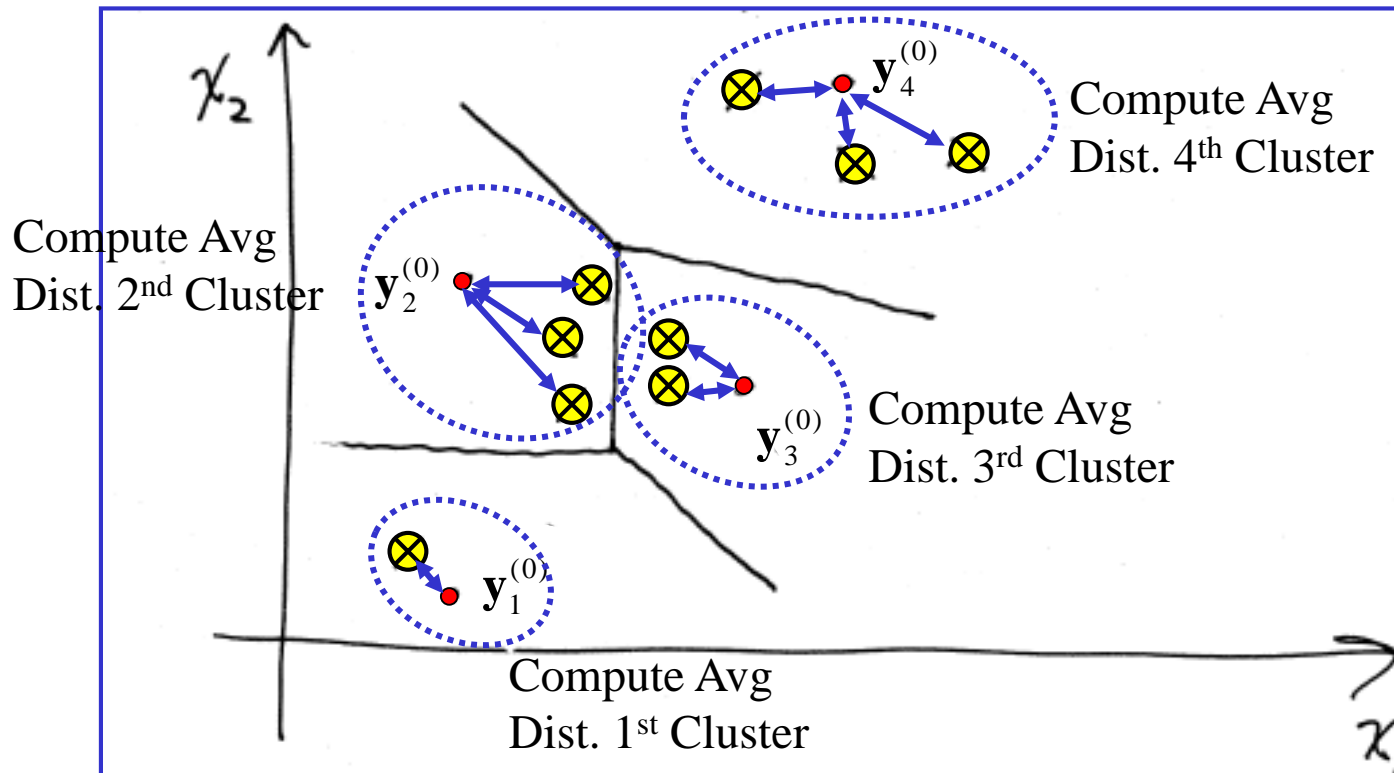 x₂
y₄⁽⁰⁾
Compute Avg
Dist. 4ᵗʰ Cluster
Compute Avg
Dist. 2ⁿᵈ Cluster
y₂⁽⁰⁾
y₃⁽⁰⁾
Compute Avg
Dist. 3ʳᵈ Cluster
y₁⁽⁰⁾
Compute Avg
Dist. 1ˢᵗ Cluster
x